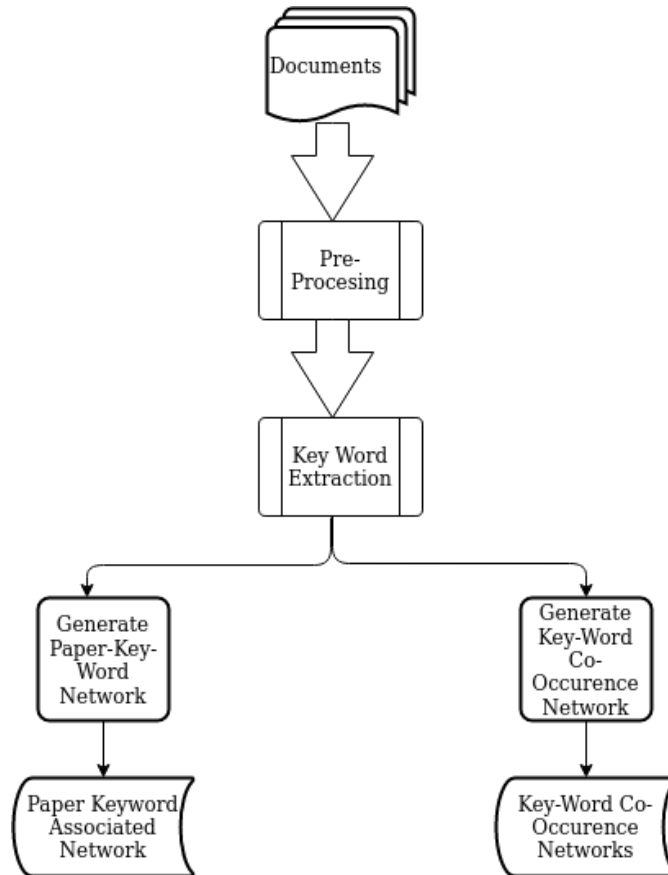 Documents
Pre-
Procesing
Key Word
Extraction
Generate
Paper-Key-
Word
Network
Generate
Key-Word
Co-
Occurence
Network
Paper Keyword
Associated
Network
Key-Word Co-
Occurence
Networks